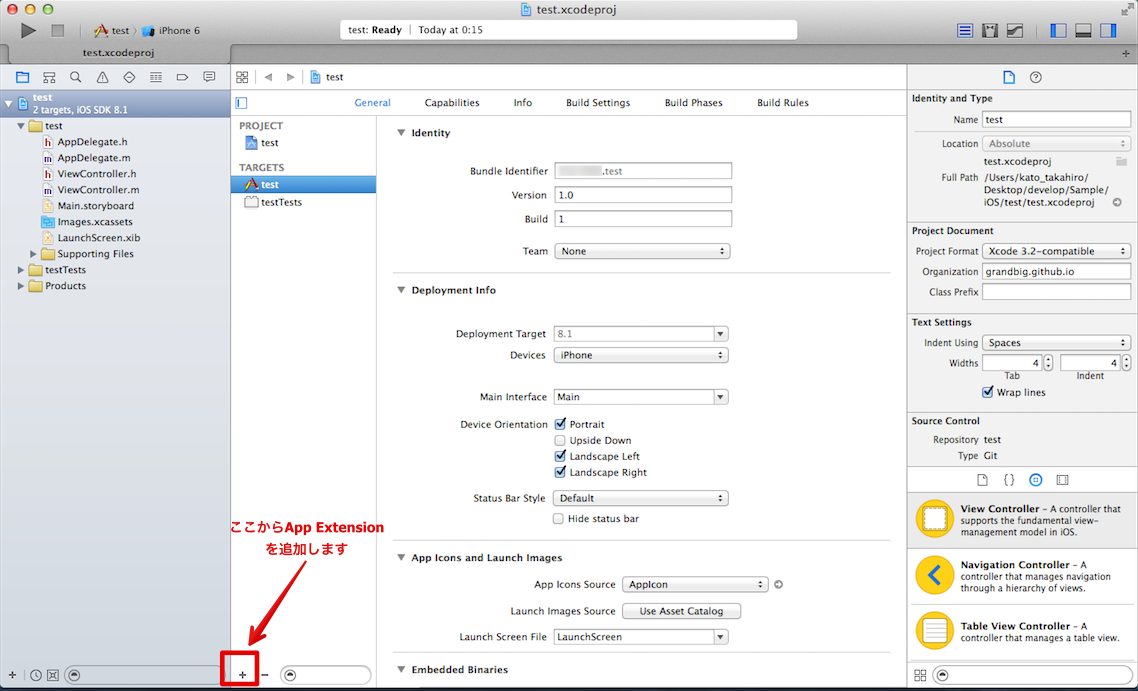 test.xcodeproj
test
iPhone 6
test: Ready | Today at 0:15
test.xcodeproj
test
2 targets, iOS SDK 8.1
test
AppDelegate.h
AppDelegate.m
ViewController.h
ViewController.m
Main.storyboard
Images.xcassets
LaunchScreen.xib
Supporting Files
testTests
Products
test
General
Capabilities
Info
Build Settings
Build Phases
Build Rules
PROJECT
test
TARGETS
test
testTests
Identity
Bundle Identifier
.test
Version
1.0
Build
1
Team
None
Deployment Info
Deployment Target
8.1
Devices
iPhone
Main Interface
Main
Device Orientation
Portrait
Upside Down
Landscape Left
Landscape Right
Status Bar Style
Default
Hide status bar
ここからApp Extension
を追加します
App Icons and Launch Images
App Icons Source
AppIcon
Launch Images Source
Use Asset Catalog
Launch Screen File
LaunchScreen
Embedded Binaries
Identity and Type
Name
test
Location
Absolute
test.xcodeproj
Full Path
/Users/kato_takahiro/
Desktop/develop/Sample/
iOS/test/test.xcodeproj
Project Document
Project Format
Xcode 3.2-compatible
Organization
grandbig.github.io
Class Prefix
Text Settings
Indent Using
Spaces
Widths
4
4
Tab
Indent
Wrap lines
Source Control
Repository
test
Type
Git
View Controller - A controller that
supports the fundamental view-
management model in iOS.
Navigation Controller - A
controller that manages navigation
through a hierarchy of views.
Table View Controller - A
controller that manages a table view.